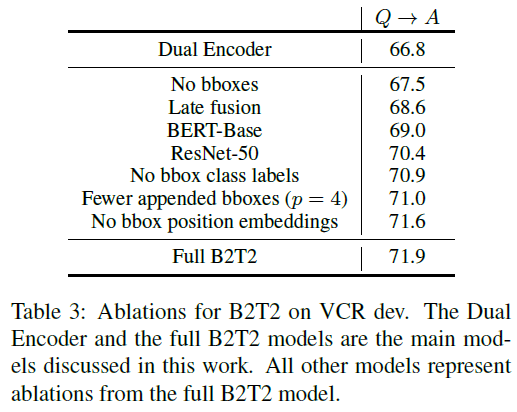 Q → A
Dual Encoder 66.8
No bboxes 67.5
Late fusion 68.6
BERT-Base 69.0
ResNet-50 70.4
No bbox class labels 70.9
Fewer appended bboxes (p = 4) 71.0
No bbox position embeddings 71.6
Full B2T2 71.9
Table 3: Ablations for B2T2 on VCR dev. The Dual
Encoder and the full B2T2 models are the main mod-
els discussed in this work. All other models represent
ablations from the full B2T2 model.